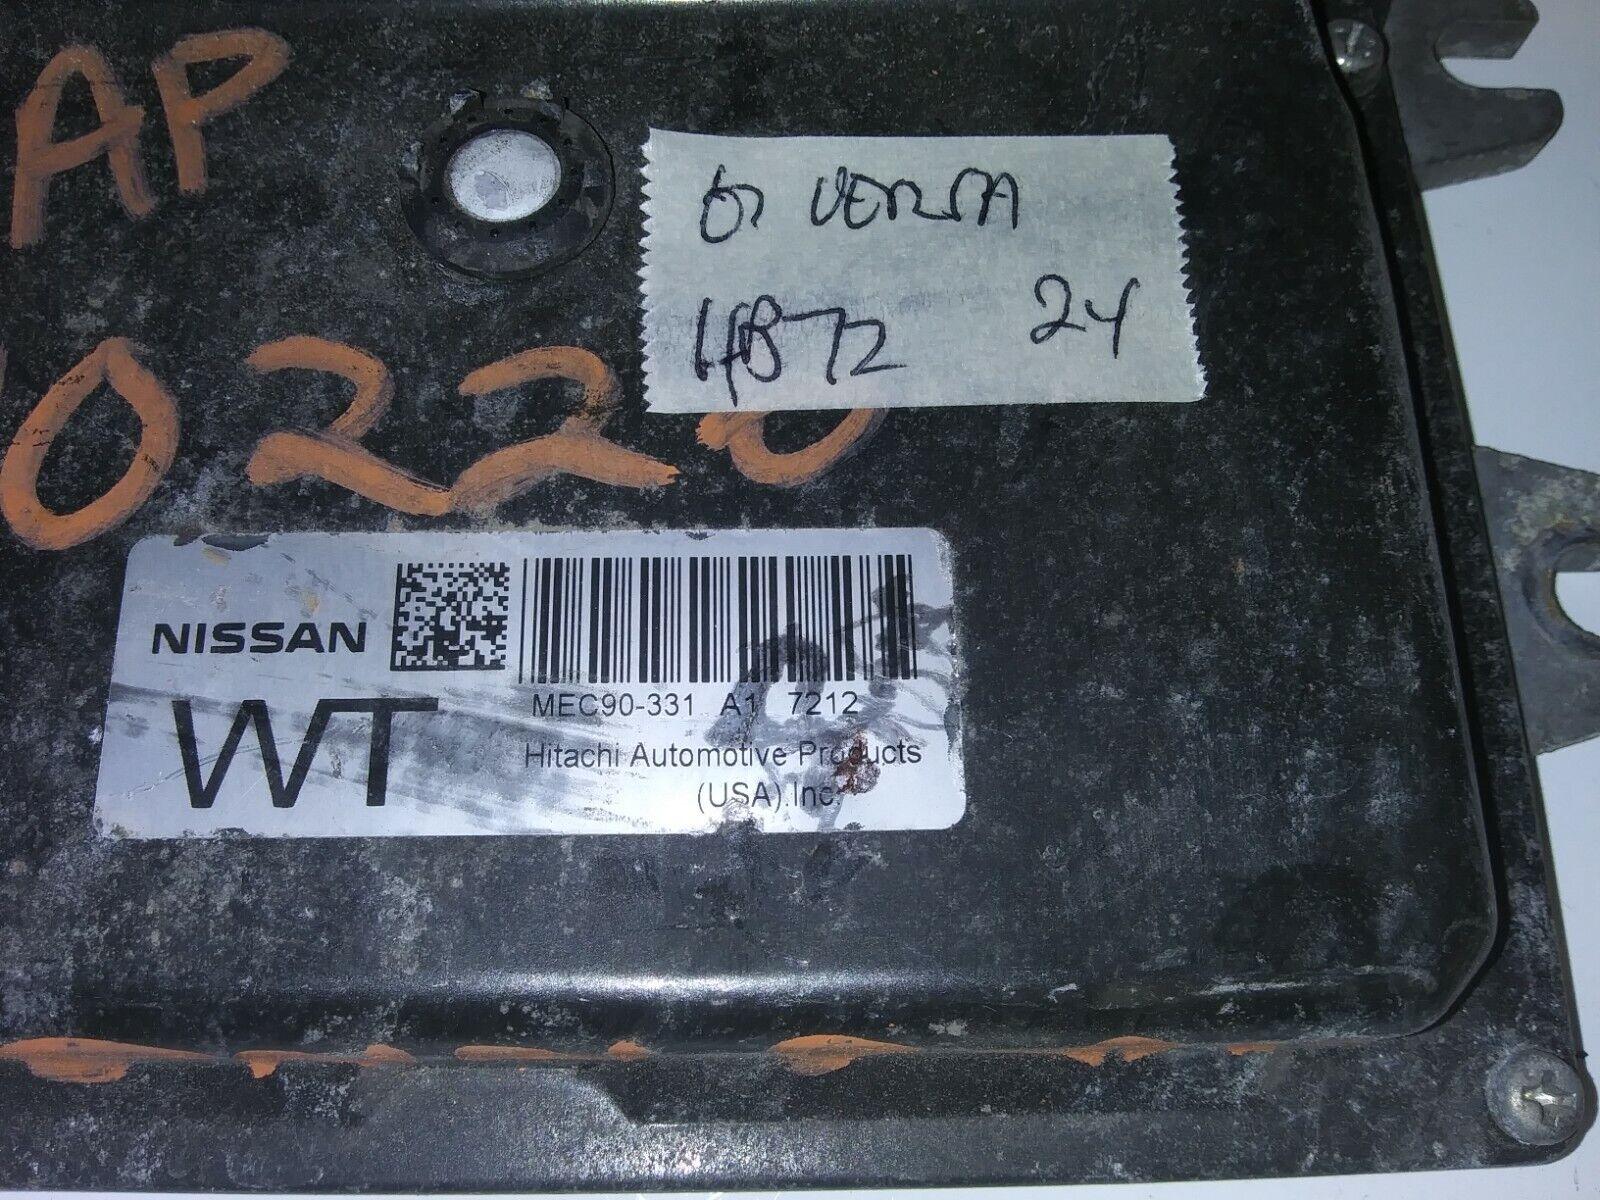 AP
0220
07 VERSA
HB72 24
NISSAN
WT
MEC90-331 A1 7212
Hitachi Automotive Products
(USA) Inc.